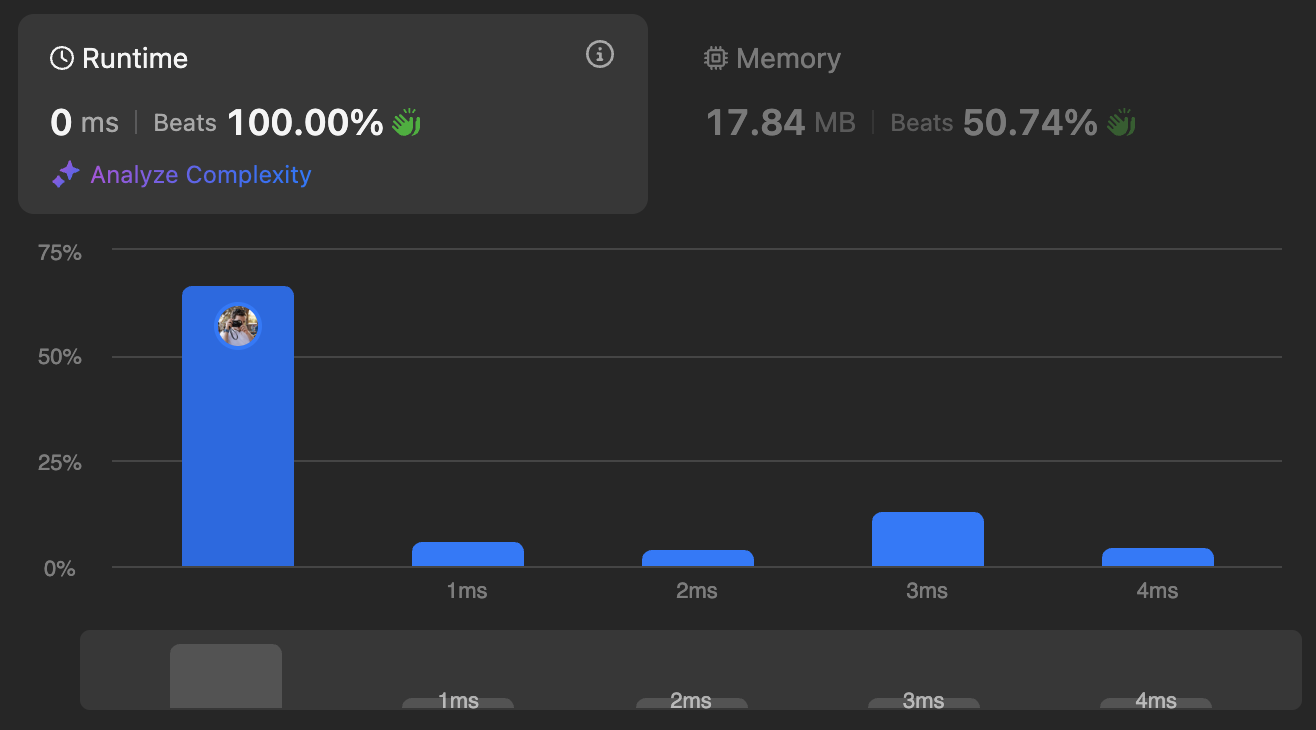 Runtime
0 ms | Beats 100.00%
Analyze Complexity
Memory
17.84 MB | Beats 50.74%
75%
50%
25%
0%
1ms 2ms 3ms 4ms
1ms 2ms 3ms 4ms